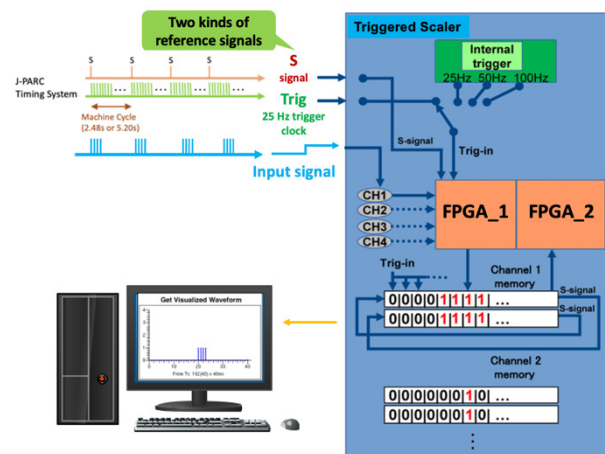 Two kinds of
reference signals
Triggered Scaler
Internal
trigger
25Hz 50Hz 100Hz
S S S S
S
signal
J-PARC
Timing System
Trig
25 Hz trigger
clock
Machine Cycle
(2.48s or 5.20s)
Trig-in
S-signal
Input signal
CH1
CH2
CH3
CH4
FPGA_1
FPGA_2
Trig-in
Channel 1
memory
S-signal
0|0|0|0|1|1|1|1| ...
S-signal
0|0|0|0|1|1|1|1| ...
Get Visualized Waveform
Channel 2
memory
0|0|0|0|0|0|1|0| ...
0|0|0|0|0|0|1|0| ...